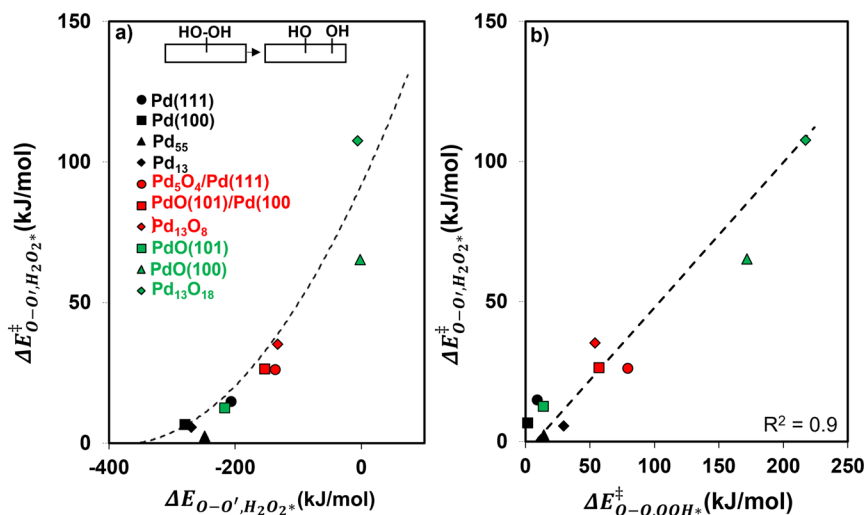 a)
HO-OH
HO
OH
Pd(111)
Pd(100)
Pd₅₅
Pd₁₃
Pd₅O₄/Pd(111)
PdO(101)/Pd(100
)
Pd₁₃O₈
PdO(101)
PdO(100)
Pd₁₃O₁₈
150
100
50
0
-400
-200
0
ΔE‡O−O′,H₂O₂* (kJ/mol)
ΔEO−O′,H₂O₂* (kJ/mol)
b)
150
100
50
0
0
50
100
150
200
250
R² = 0.9
ΔE‡O−O′,H₂O₂* (kJ/mol)
ΔE‡O−O,OOH* (kJ/mol)